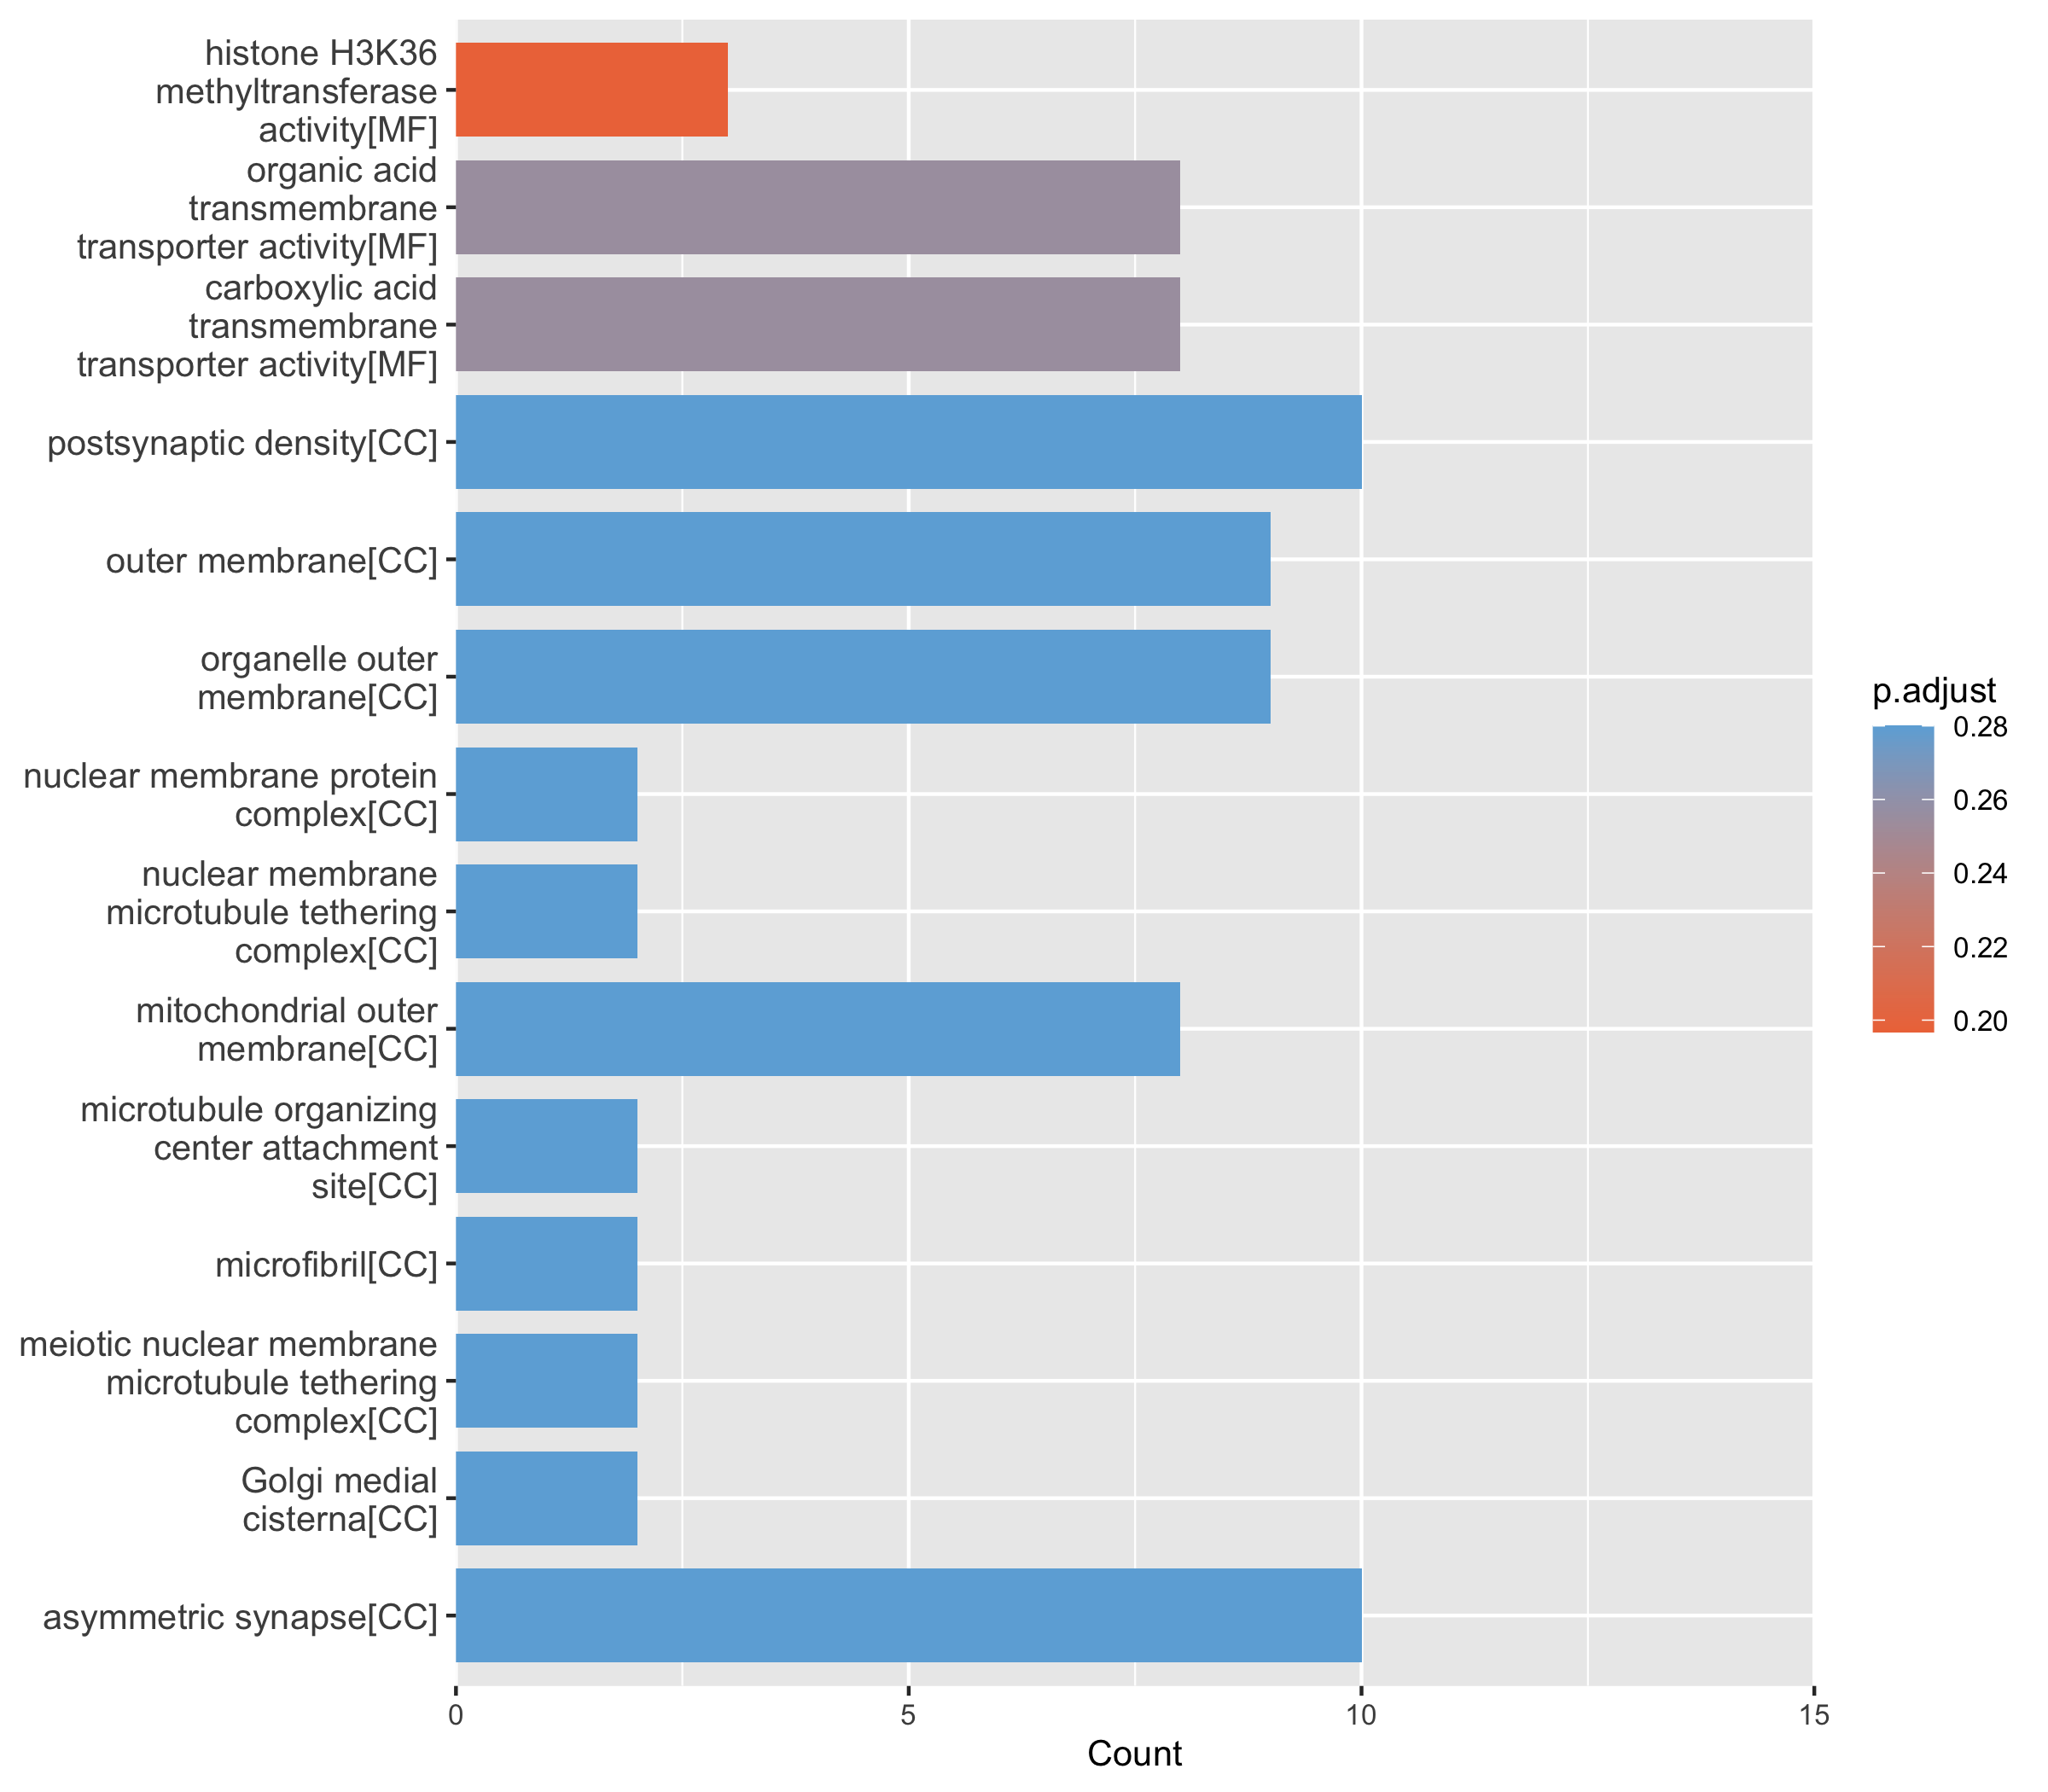 histone H3K36
methyltransferase
activity[MF]
organic acid
transmembrane
transporter activity[MF]
carboxylic acid
transmembrane
transporter activity[MF]
postsynaptic density[CC]
outer membrane[CC]
organelle outer
membrane[CC]
nuclear membrane protein
complex[CC]
nuclear membrane
microtubule tethering
complex[CC]
mitochondrial outer
membrane[CC]
microtubule organizing
center attachment
site[CC]
microfibril[CC]
meiotic nuclear membrane
microtubule tethering
complex[CC]
Golgi medial
cisterna[CC]
asymmetric synapse[CC]
0 5 10 15
Count
p.adjust
0.28
0.26
0.24
0.22
0.20